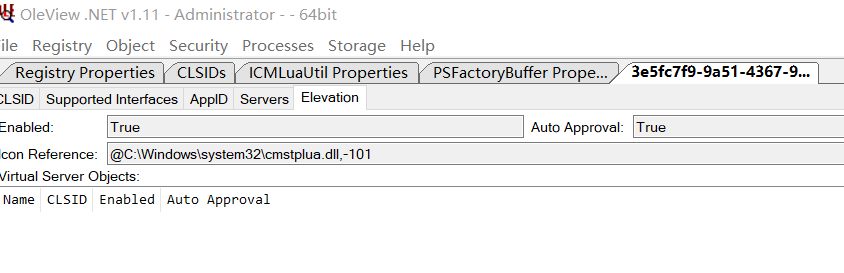 OleView .NET v1.11 - Administrator - - 64bit
ile Registry Object Security Processes Storage Help
Registry Properties CLSIDs ICMLuaUtil Properties PSFactoryBuffer Prope... 3e5fc7f9-9a51-4367-9...
CLSID Supported Interfaces AppID Servers Elevation
Enabled: True Auto Approval: True
Icon Reference: @C:\Windows\system32\cmstplua.dll,-101
Virtual Server Objects:
Name CLSID Enabled Auto Approval